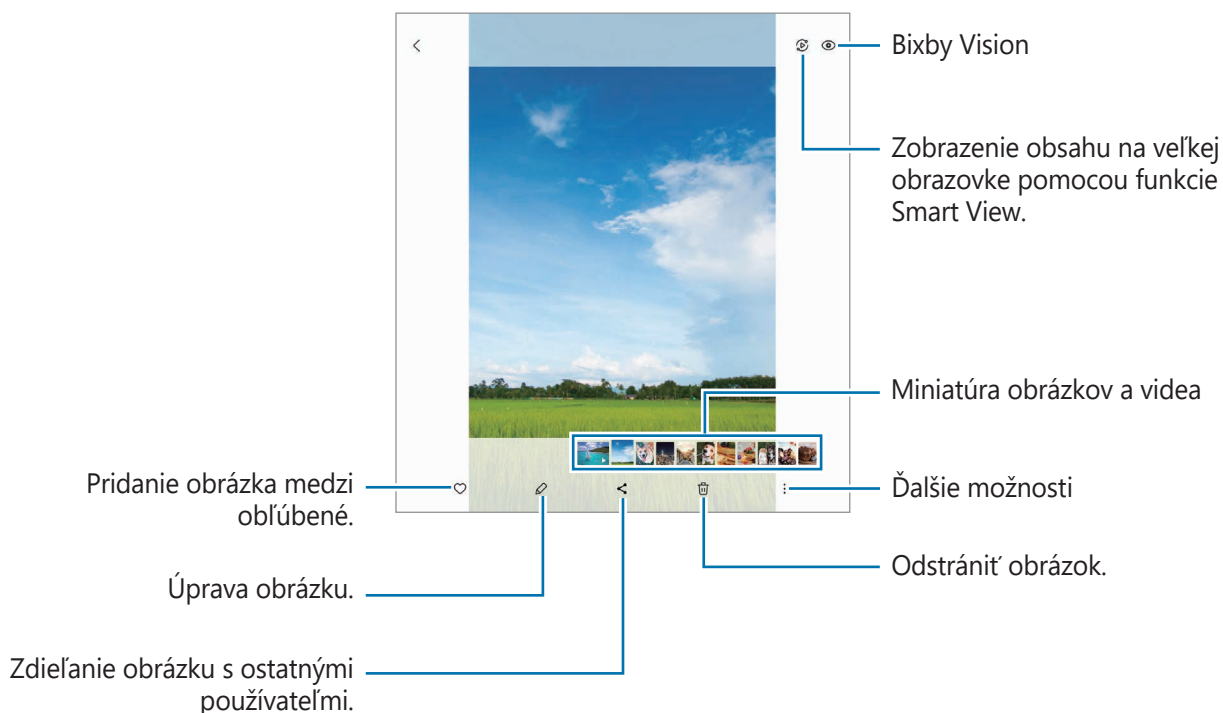 Bixby Vision
Zobrazenie obsahu na veľkej
obrazovke pomocou funkcie
Smart View.
Miniatúra obrázkov a videa
Pridanie obrázka medzi
obľúbené.
Ďalšie možnosti
Odstrániť obrázok.
Úprava obrázku.
Zdieľanie obrázku s ostatnými
používateľmi.